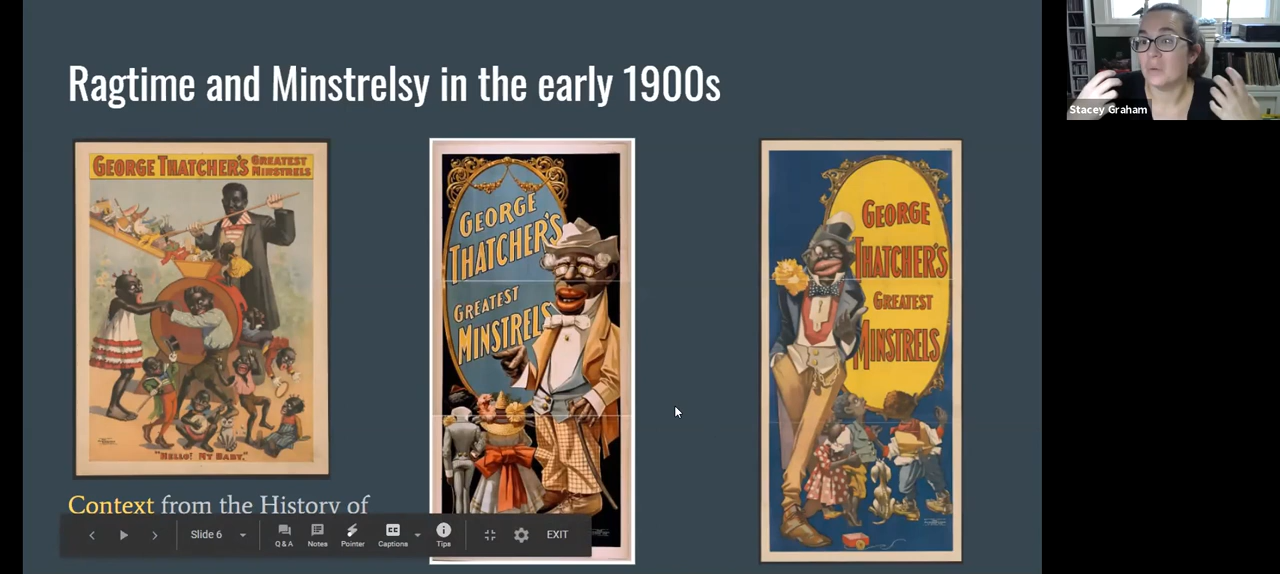 Ragtime and Minstrelsy in the early 1900s
Stacey Graham
GEORGE THATCHER'S GREATEST
MINSTRELS
"HELLO! MY BABY."
GEORGE
THATCHER'S
GREATEST
MINSTRELS
GEORGE
THATCHER'S
GREATEST
MINSTRELS
Context from the History of
Slide 6
Q & A
Notes
Pointer
Captions
Tips
EXIT